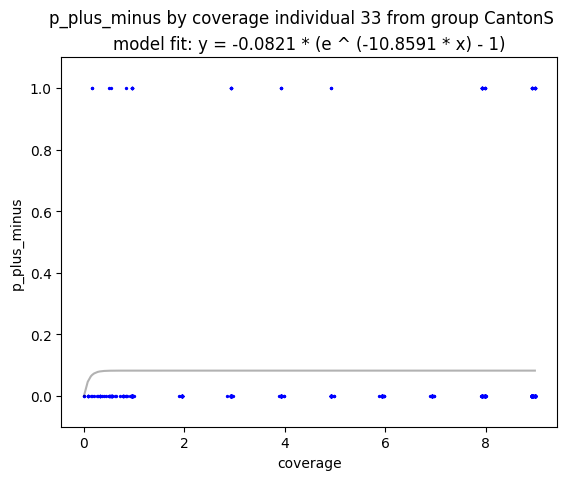 p_plus_minus by coverage individual 33 from group CantonS
model fit: y = -0.0821 * (e ^ (-10.8591 * x) - 1)
1.0
0.8
0.6
0.4
0.2
0.0
p_plus_minus
0 2 4 6 8
coverage